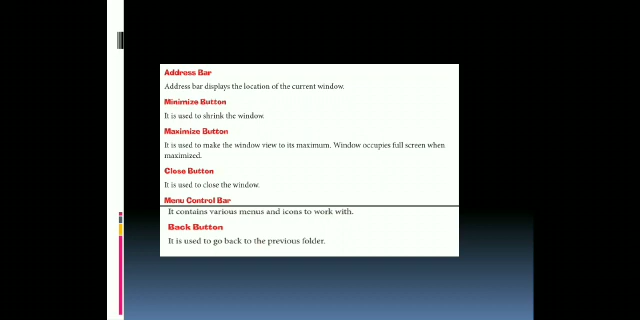 Address Bar
Address bar displays the location of the current window.
Minimize Button
It is used to shrink the window.
Maximize Button
It is used to make the window view to its maximum. Window occupies full screen when
maximized.
Close Button
It is used to close the window.
Menu Control Bar
It contains various menus and icons to work with.
Back Button
It is used to go back to the previous folder.